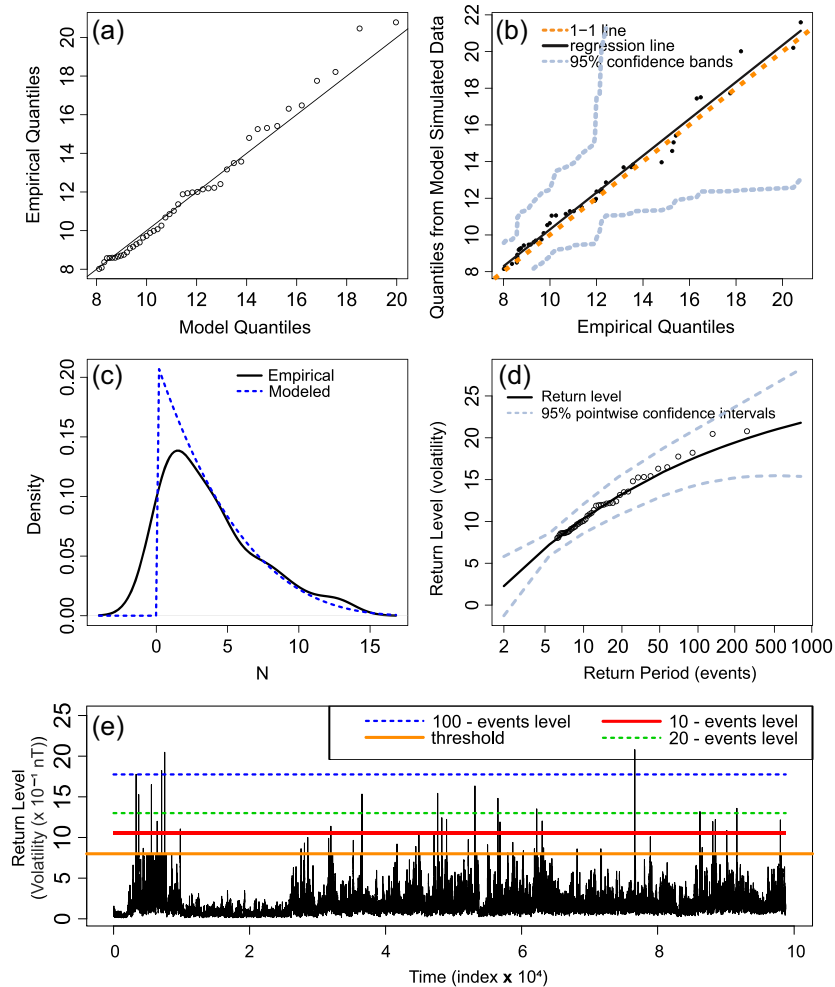 (a)
Empirical Quantiles
8 10 12 14 16 18 20
8 10 12 14 16 18 20
Model Quantiles
(b)
1−1 line
regression line
95% confidence bands
Quantiles from Model Simulated Data
8 10 12 14 16 18 20 22
8 10 12 14 16 18 20
Empirical Quantiles
(c)
Empirical
Modeled
Density
0.00 0.05 0.10 0.15 0.20
0 5 10 15
N
(d)
Return level
95% pointwise confidence intervals
Return Level (volatility)
0 5 10 15 20 25
2 5 10 20 50 100 200 500 1000
Return Period (events)
(e)
100 - events level
threshold
10 - events level
20 - events level
Return Level
(Volatility (x 10⁻¹ nT))
0 5 10 15 20 25
0 2 4 6 8 10
Time (index x 10⁴)